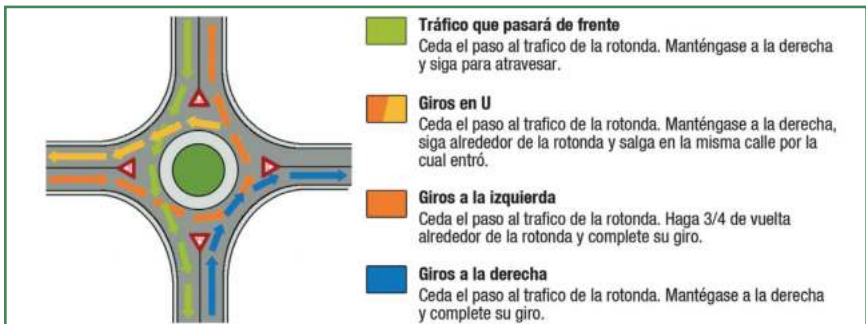 Tráfico que pasará de frente
Ceda el paso al trafico de la rotonda. Manténgase a la derecha
y siga para atravesar.
Giros en U
Ceda el paso al trafico de la rotonda. Manténgase a la derecha,
siga alrededor de la rotonda y salga en la misma calle por la
cual entró.
Giros a la izquierda
Ceda el paso al trafico de la rotonda. Haga 3/4 de vuelta
alrededor de la rotonda y complete su giro.
Giros a la derecha
Ceda el paso al trafico de la rotonda. Mantégase a la derecha
y complete su giro.